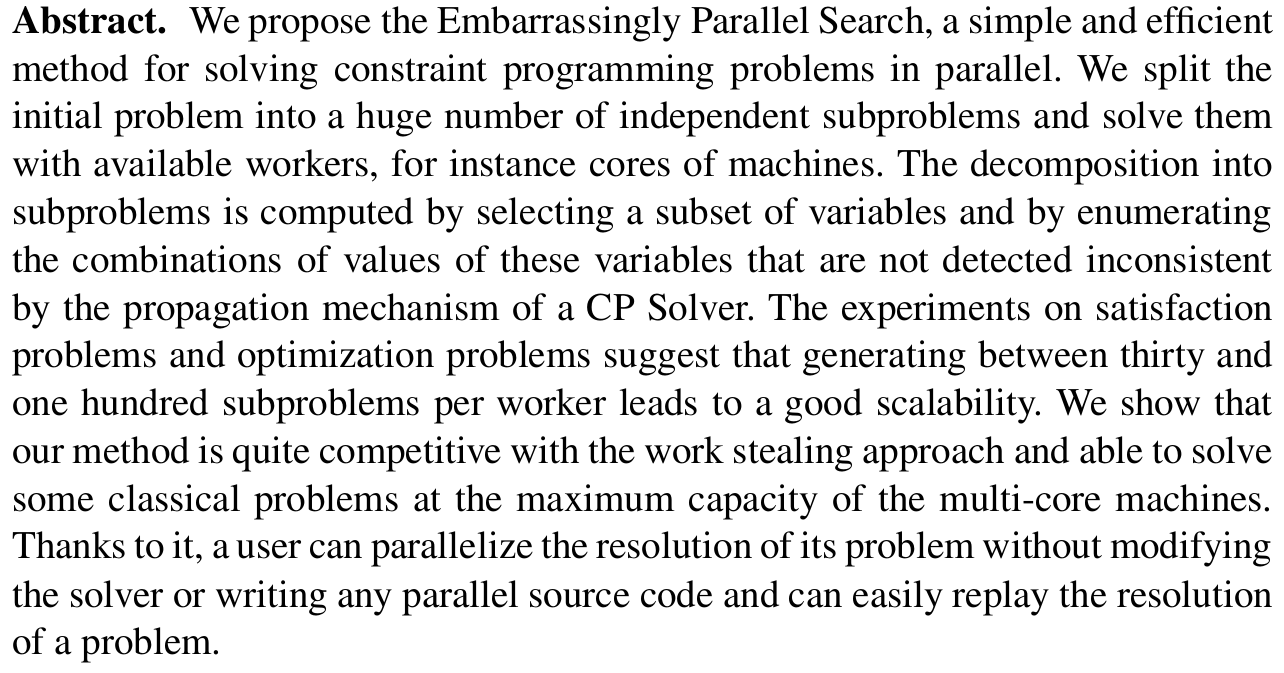 Abstract. We propose the Embarrassingly Parallel Search, a simple and efficient
method for solving constraint programming problems in parallel. We split the
initial problem into a huge number of independent subproblems and solve them
with available workers, for instance cores of machines. The decomposition into
subproblems is computed by selecting a subset of variables and by enumerating
the combinations of values of these variables that are not detected inconsistent
by the propagation mechanism of a CP Solver. The experiments on satisfaction
problems and optimization problems suggest that generating between thirty and
one hundred subproblems per worker leads to a good scalability. We show that
our method is quite competitive with the work stealing approach and able to solve
some classical problems at the maximum capacity of the multi-core machines.
Thanks to it, a user can parallelize the resolution of its problem without modifying
the solver or writing any parallel source code and can easily replay the resolution
of a problem.